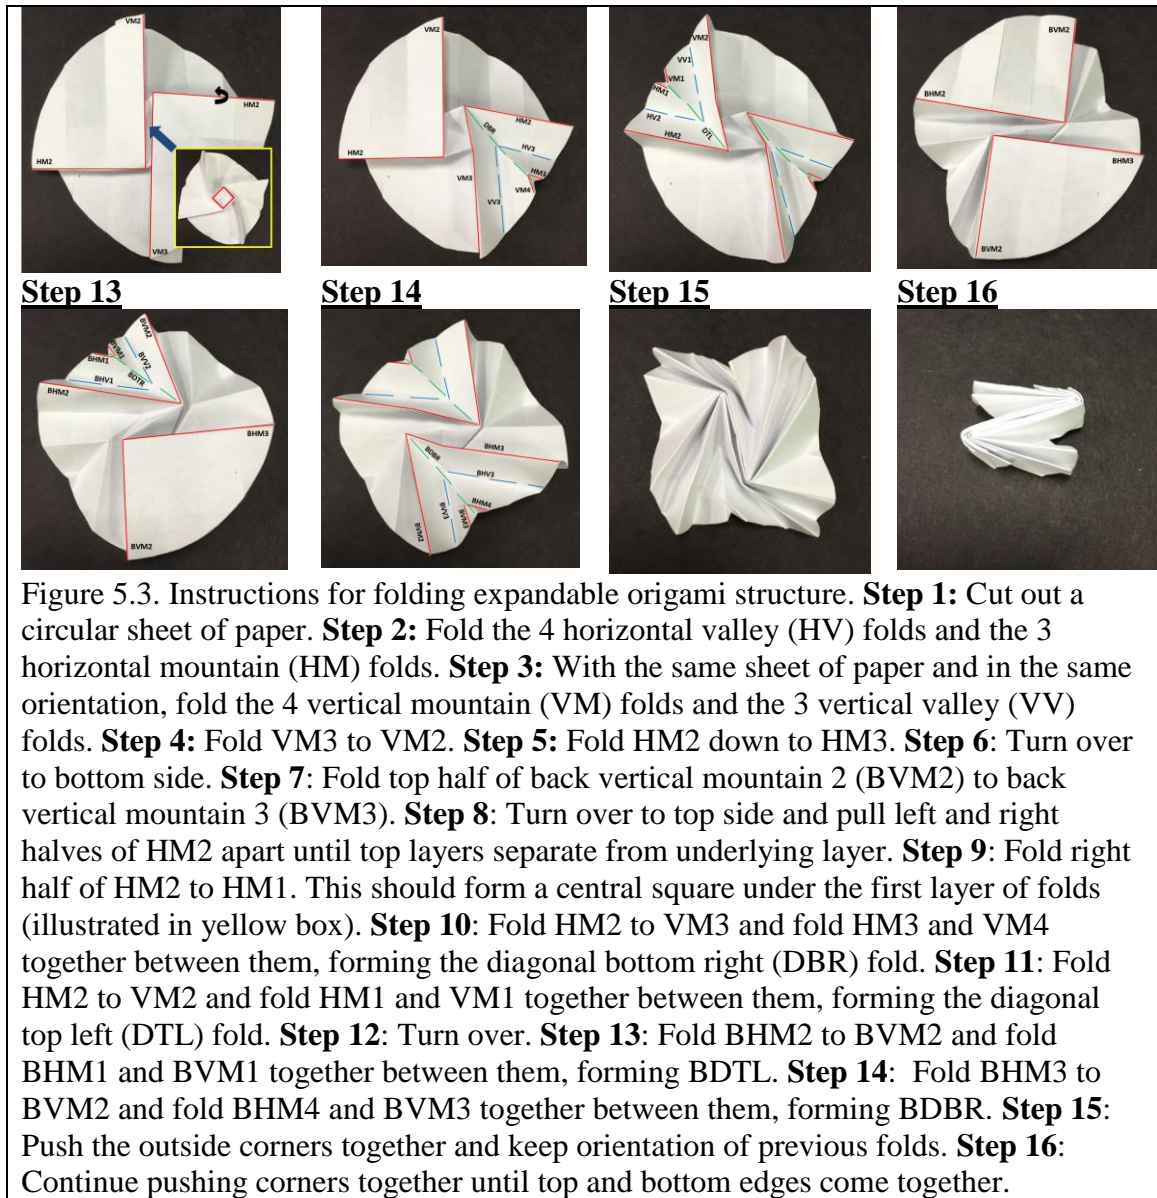 VM2
HM2
HM2
VM3
VM2
HM2
DBR
HM2
HV3
HM3
VM3
VM4
VV3
VM2
VV1
VM1
HM1
HV2
DTL
HM2
BVM2
BHM2
BHM3
BVM2
Step 13
Step 14
Step 15
Step 16
BVM2
BVM1
BVV2
BHM1
BDTR
BHV1
BHM2
BHM3
BVM2
BHM3
BDBR
BHV3
BVV3
BHM4
BVM3
BVM2
Figure 5.3. Instructions for folding expandable origami structure. Step 1: Cut out a
circular sheet of paper. Step 2: Fold the 4 horizontal valley (HV) folds and the 3
horizontal mountain (HM) folds. Step 3: With the same sheet of paper and in the same
orientation, fold the 4 vertical mountain (VM) folds and the 3 vertical valley (VV)
folds. Step 4: Fold VM3 to VM2. Step 5: Fold HM2 down to HM3. Step 6: Turn over
to bottom side. Step 7: Fold top half of back vertical mountain 2 (BVM2) to back
vertical mountain 3 (BVM3). Step 8: Turn over to top side and pull left and right
halves of HM2 apart until top layers separate from underlying layer. Step 9: Fold right
half of HM2 to HM1. This should form a central square under the first layer of folds
(illustrated in yellow box). Step 10: Fold HM2 to VM3 and fold HM3 and VM4
together between them, forming the diagonal bottom right (DBR) fold. Step 11: Fold
HM2 to VM2 and fold HM1 and VM1 together between them, forming the diagonal
top left (DTL) fold. Step 12: Turn over. Step 13: Fold BHM2 to BVM2 and fold
BHM1 and BVM1 together between them, forming BDTL. Step 14:  Fold BHM3 to
BVM2 and fold BHM4 and BVM3 together between them, forming BDBR. Step 15:
Push the outside corners together and keep orientation of previous folds. Step 16:
Continue pushing corners together until top and bottom edges come together.